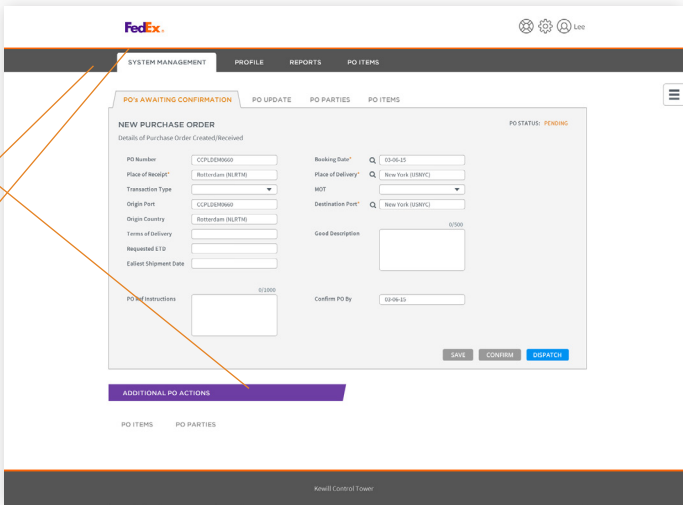 FedEx.
Lee
SYSTEM MANAGEMENT PROFILE REPORTS PO ITEMS
PO's AWAITING CONFIRMATION PO UPDATE PO PARTIES PO ITEMS
NEW PURCHASE ORDER PO STATUS: PENDING
Details of Purchase Order Created/Received
PO Number CCPLDEM0660 Booking Date* 03-06-15
Place of Receipt* Rotterdam (NLRTM) Place of Delivery* New York (USNYC)
Transaction Type MOT
Origin Port CCPLDEM0660 Destination Port* New York (USNYC)
Origin Country Rotterdam (NLRTM)
0/500
Terms of Delivery Good Description
Requested ETD
Ealiest Shipment Date
0/1000
PO Instructions Confirm PO By 03-06-15
SAVE CONFIRM DISPATCH
ADDITIONAL PO ACTIONS
PO ITEMS PO PARTIES
Kewill Control Tower